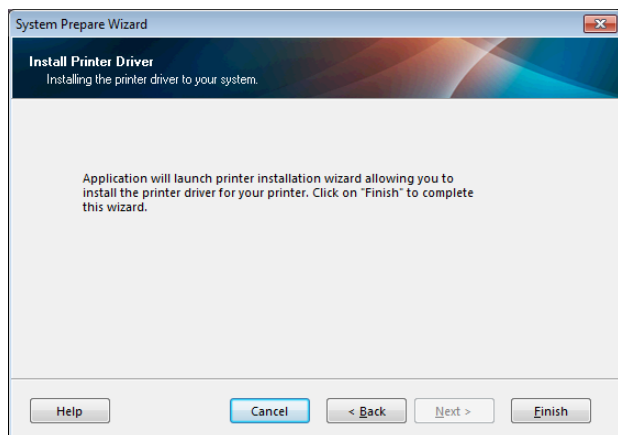 System Prepare Wizard
Install Printer Driver
Installing the printer driver to your system.
Application will launch printer installation wizard allowing you to
install the printer driver for your printer. Click on "Finish" to complete
this wizard.
Help Cancel < Back Next > Finish